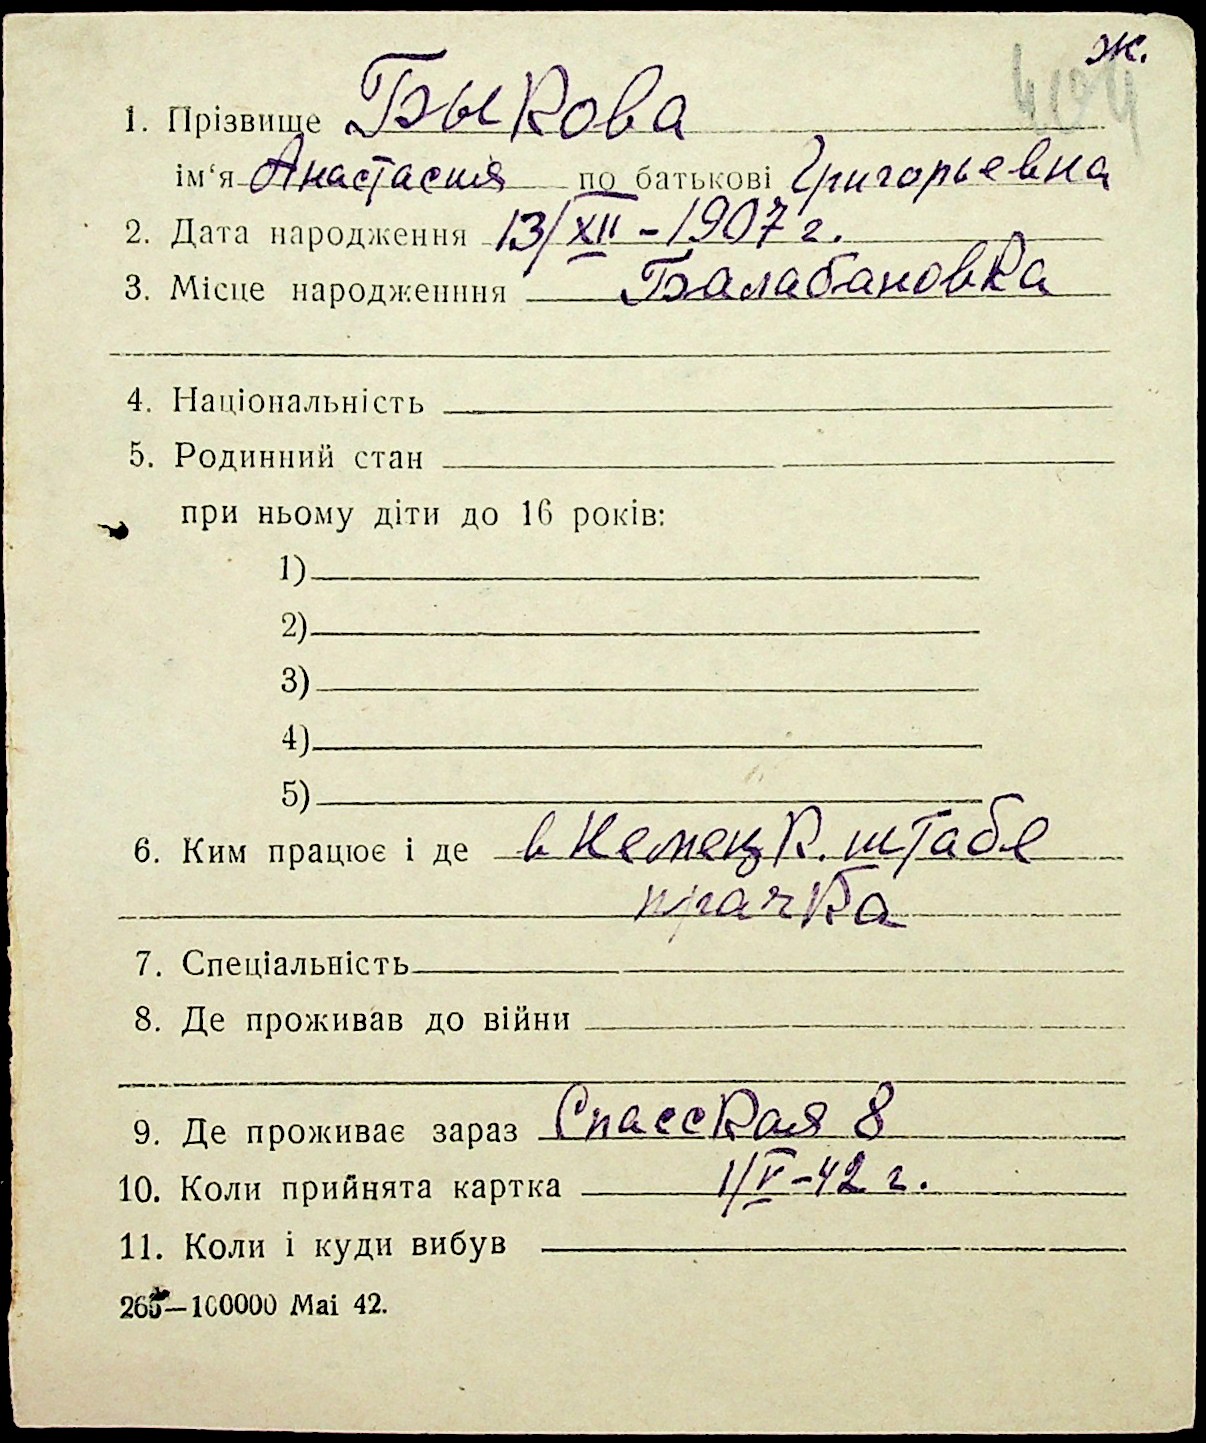 ж.
404
1. Прізвище Быкова
ім‘я Анастасия по батькові Григорьевна
2. Дата народження 13/XII - 1907 г.
3. Місце народженння Балабановка
4. Національність
5. Родинний стан
при ньому діти до 16 років:
1)
2)
3)
4)
5)
6. Ким працює і де в немецк. штабе
прачка
7. Спеціальність
8. Де проживав до війни
9. Де проживає зараз Спасская 8
10. Коли прийнята картка 1/V-42 г.
11. Коли і куди вибув
265—100000 Mai 42.